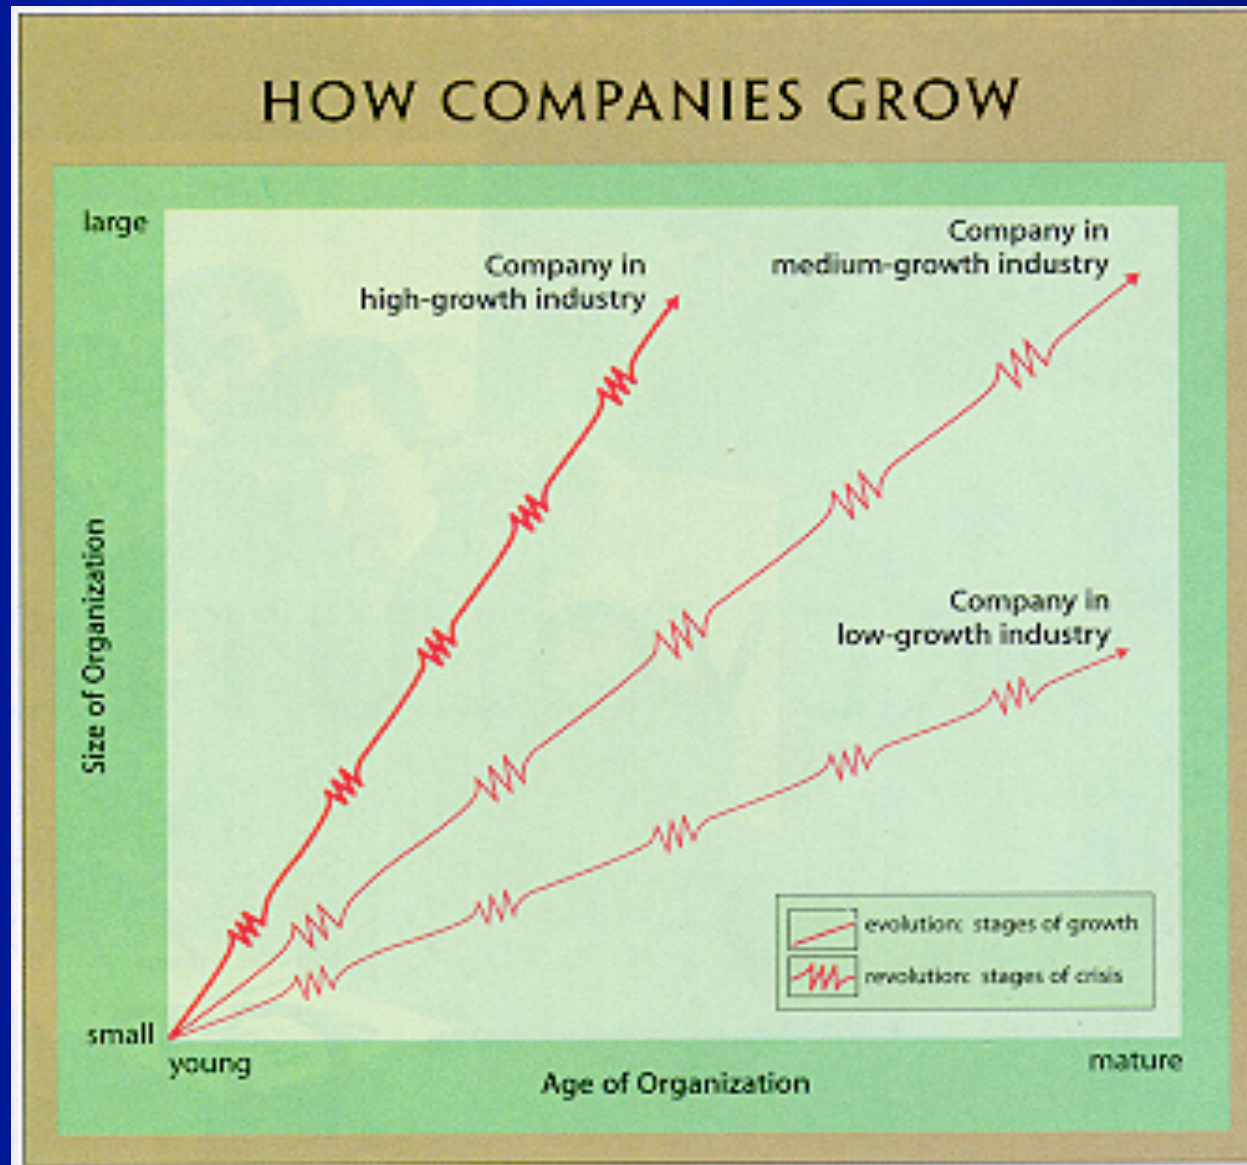 HOW COMPANIES GROW
large
Company in
high-growth industry
Company in
medium-growth industry
Size of Organization
Company in
low-growth industry
evolution: stages of growth
revolution: stages of crisis
small
young
mature
Age of Organization